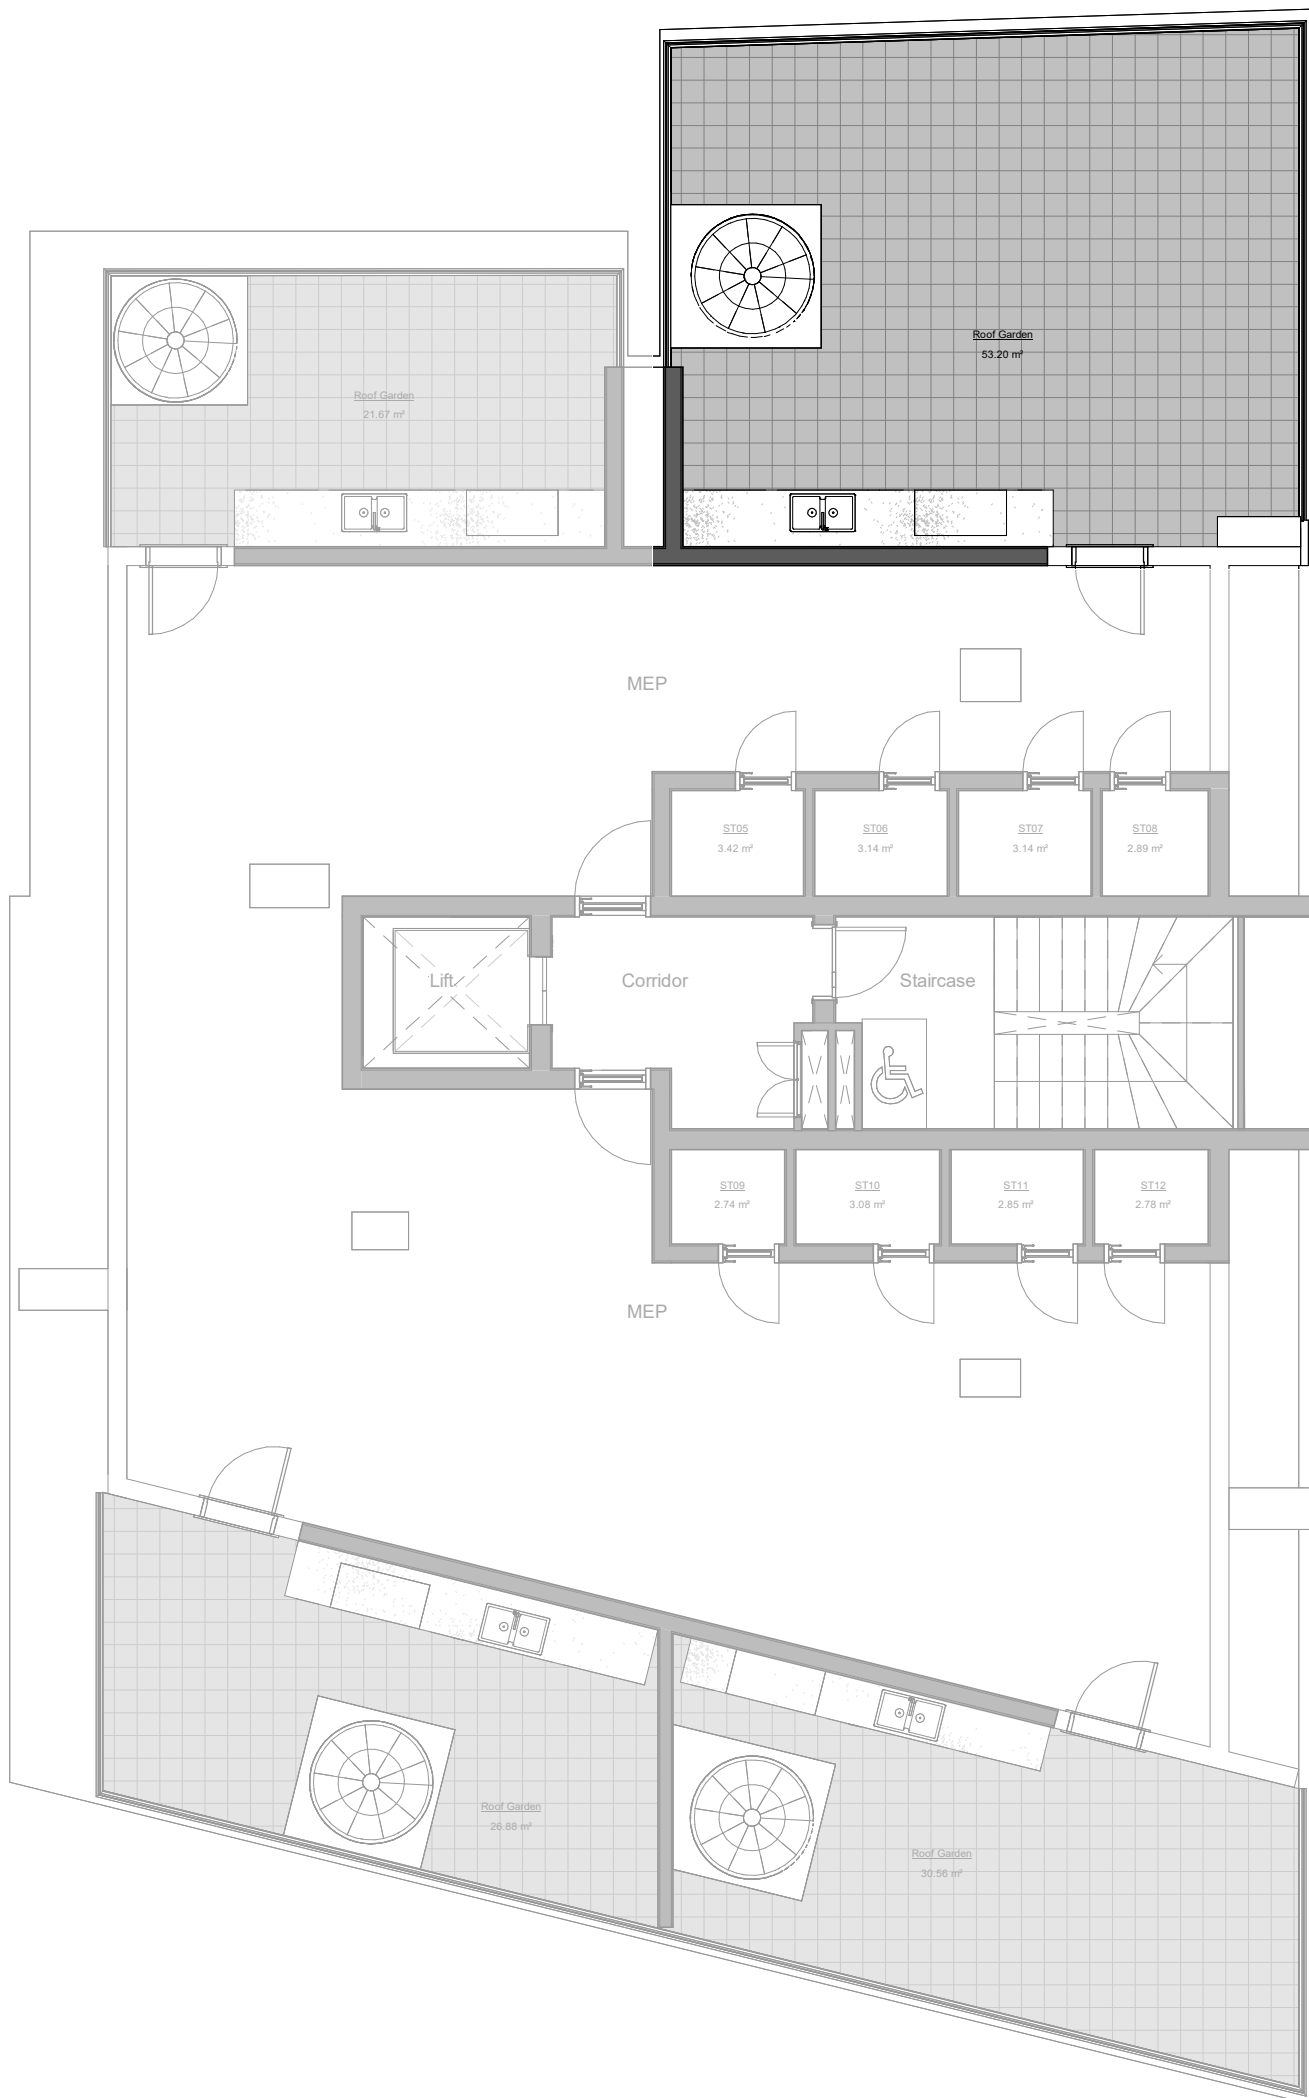 Roof Garden
53.20 m²
Roof Garden
21.67 m²
MEP
ST05
3.42 m²
ST06
3.14 m²
ST07
3.14 m²
ST08
2.89 m²
Lift
Corridor
Staircase
ST09
2.74 m²
ST10
3.08 m²
ST11
2.85 m²
ST12
2.78 m²
MEP
Roof Garden
26.88 m²
Roof Garden
30.56 m²